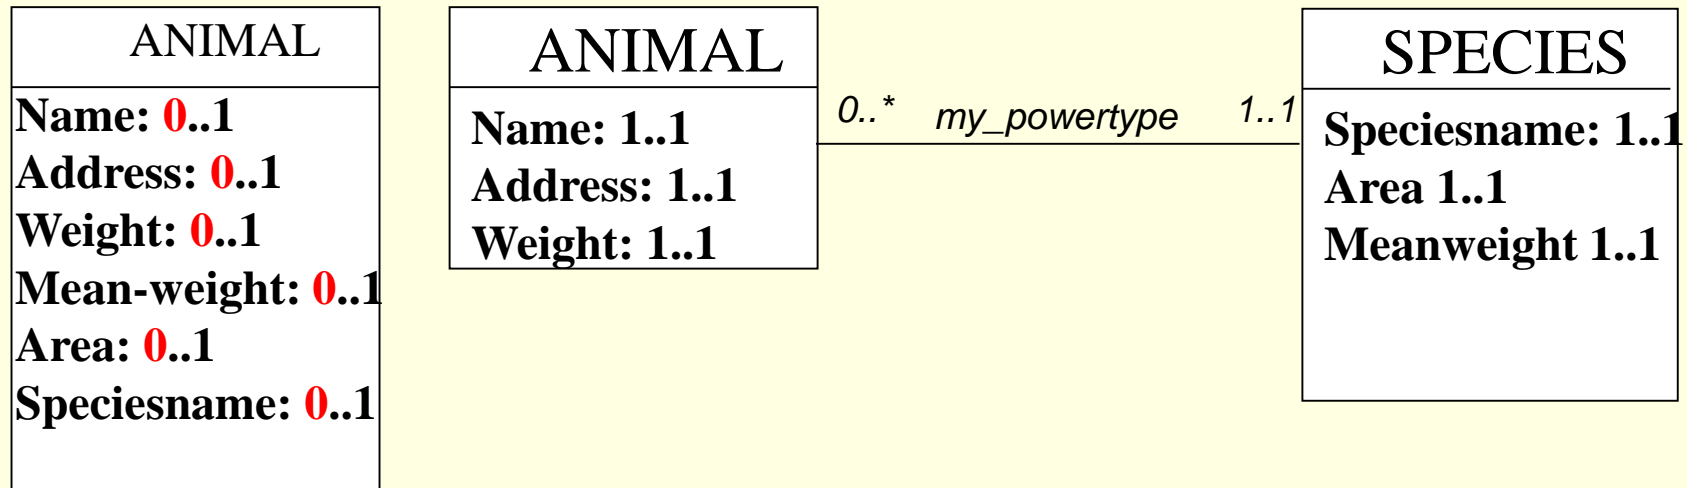 ANIMAL
Name: 0..1
Address: 0..1
Weight: 0..1
Mean-weight: 0..1
Area: 0..1
Speciesname: 0..1
ANIMAL
Name: 1..1
Address: 1..1
Weight: 1..1
0..* my_powertype 1..1
SPECIES
Speciesname: 1..1
Area 1..1
Meanweight 1..1